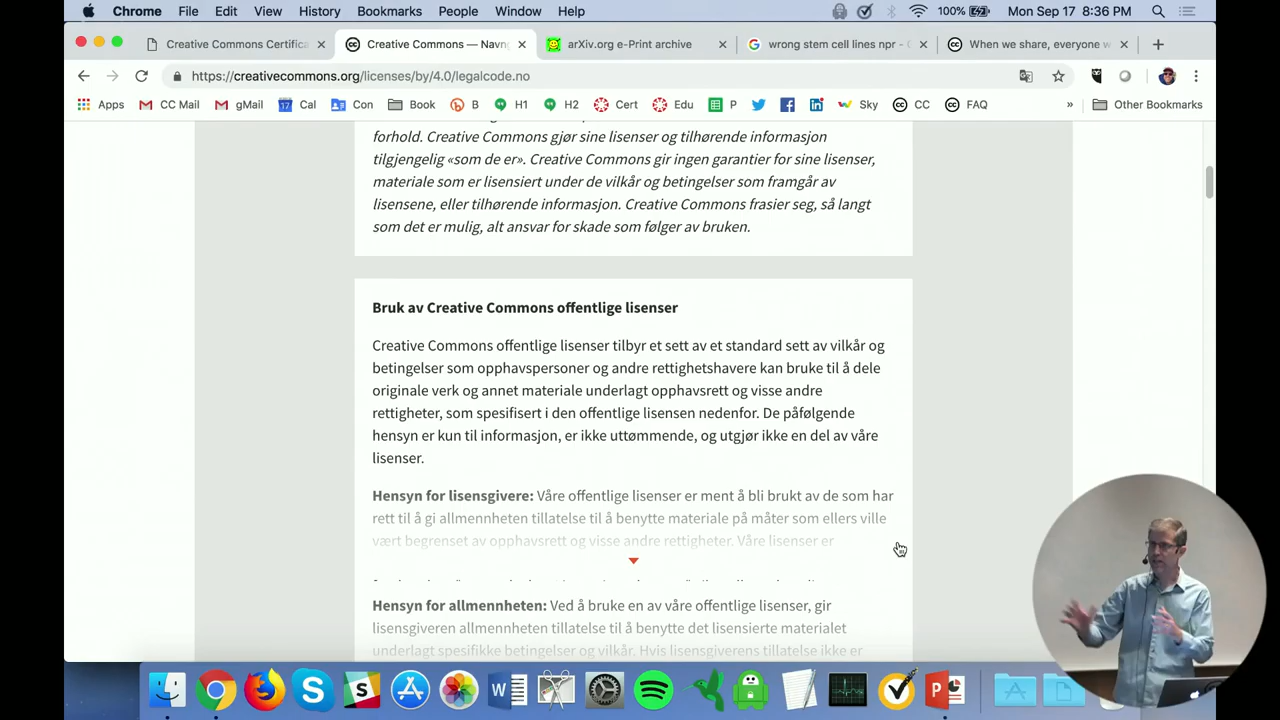 Chrome File Edit View History Bookmarks People Window Help 100% Mon Sep 17 8:36 PM
Creative Commons Certifica
Creative Commons — Navng
arXiv.org e-Print archive
wrong stem cell lines npr -
When we share, everyone w
https://creativecommons.org/licenses/by/4.0/legalcode.no
Apps CC Mail gMail Cal Con Book B H1 H2 Cert Edu P Sky CC FAQ » Other Bookmarks
forhold. Creative Commons gjør sine lisenser og tilhørende informasjon
tilgjengelig «som de er». Creative Commons gir ingen garantier for sine lisenser,
materiale som er lisensiert under de vilkår og betingelser som framgår av
lisensene, eller tilhørende informasjon. Creative Commons frasier seg, så langt
som det er mulig, alt ansvar for skade som følger av bruken.
Bruk av Creative Commons offentlige lisenser
Creative Commons offentlige lisenser tilbyr et sett av et standard sett av vilkår og
betingelser som opphavspersoner og andre rettighetshavere kan bruke til å dele
originale verk og annet materiale underlagt opphavsrett og visse andre
rettigheter, som spesifisert i den offentlige lisensen nedenfor. De påfølgende
hensyn er kun til informasjon, er ikke uttømmende, og utgjør ikke en del av våre
lisenser.
Hensyn for lisensgivere: Våre offentlige lisenser er ment å bli brukt av de som har
rett til å gi allmennheten tillatelse til å benytte materiale på måter som ellers ville
vært begrenset av opphavsrett og visse andre rettigheter. Våre lisenser er
Hensyn for allmennheten: Ved å bruke en av våre offentlige lisenser, gir
lisensgiveren allmennheten tillatelse til å benytte det lisensierte materialet
underlagt spesifikke betingelser og vilkår. Hvis lisensgiverens tillatelse ikke er